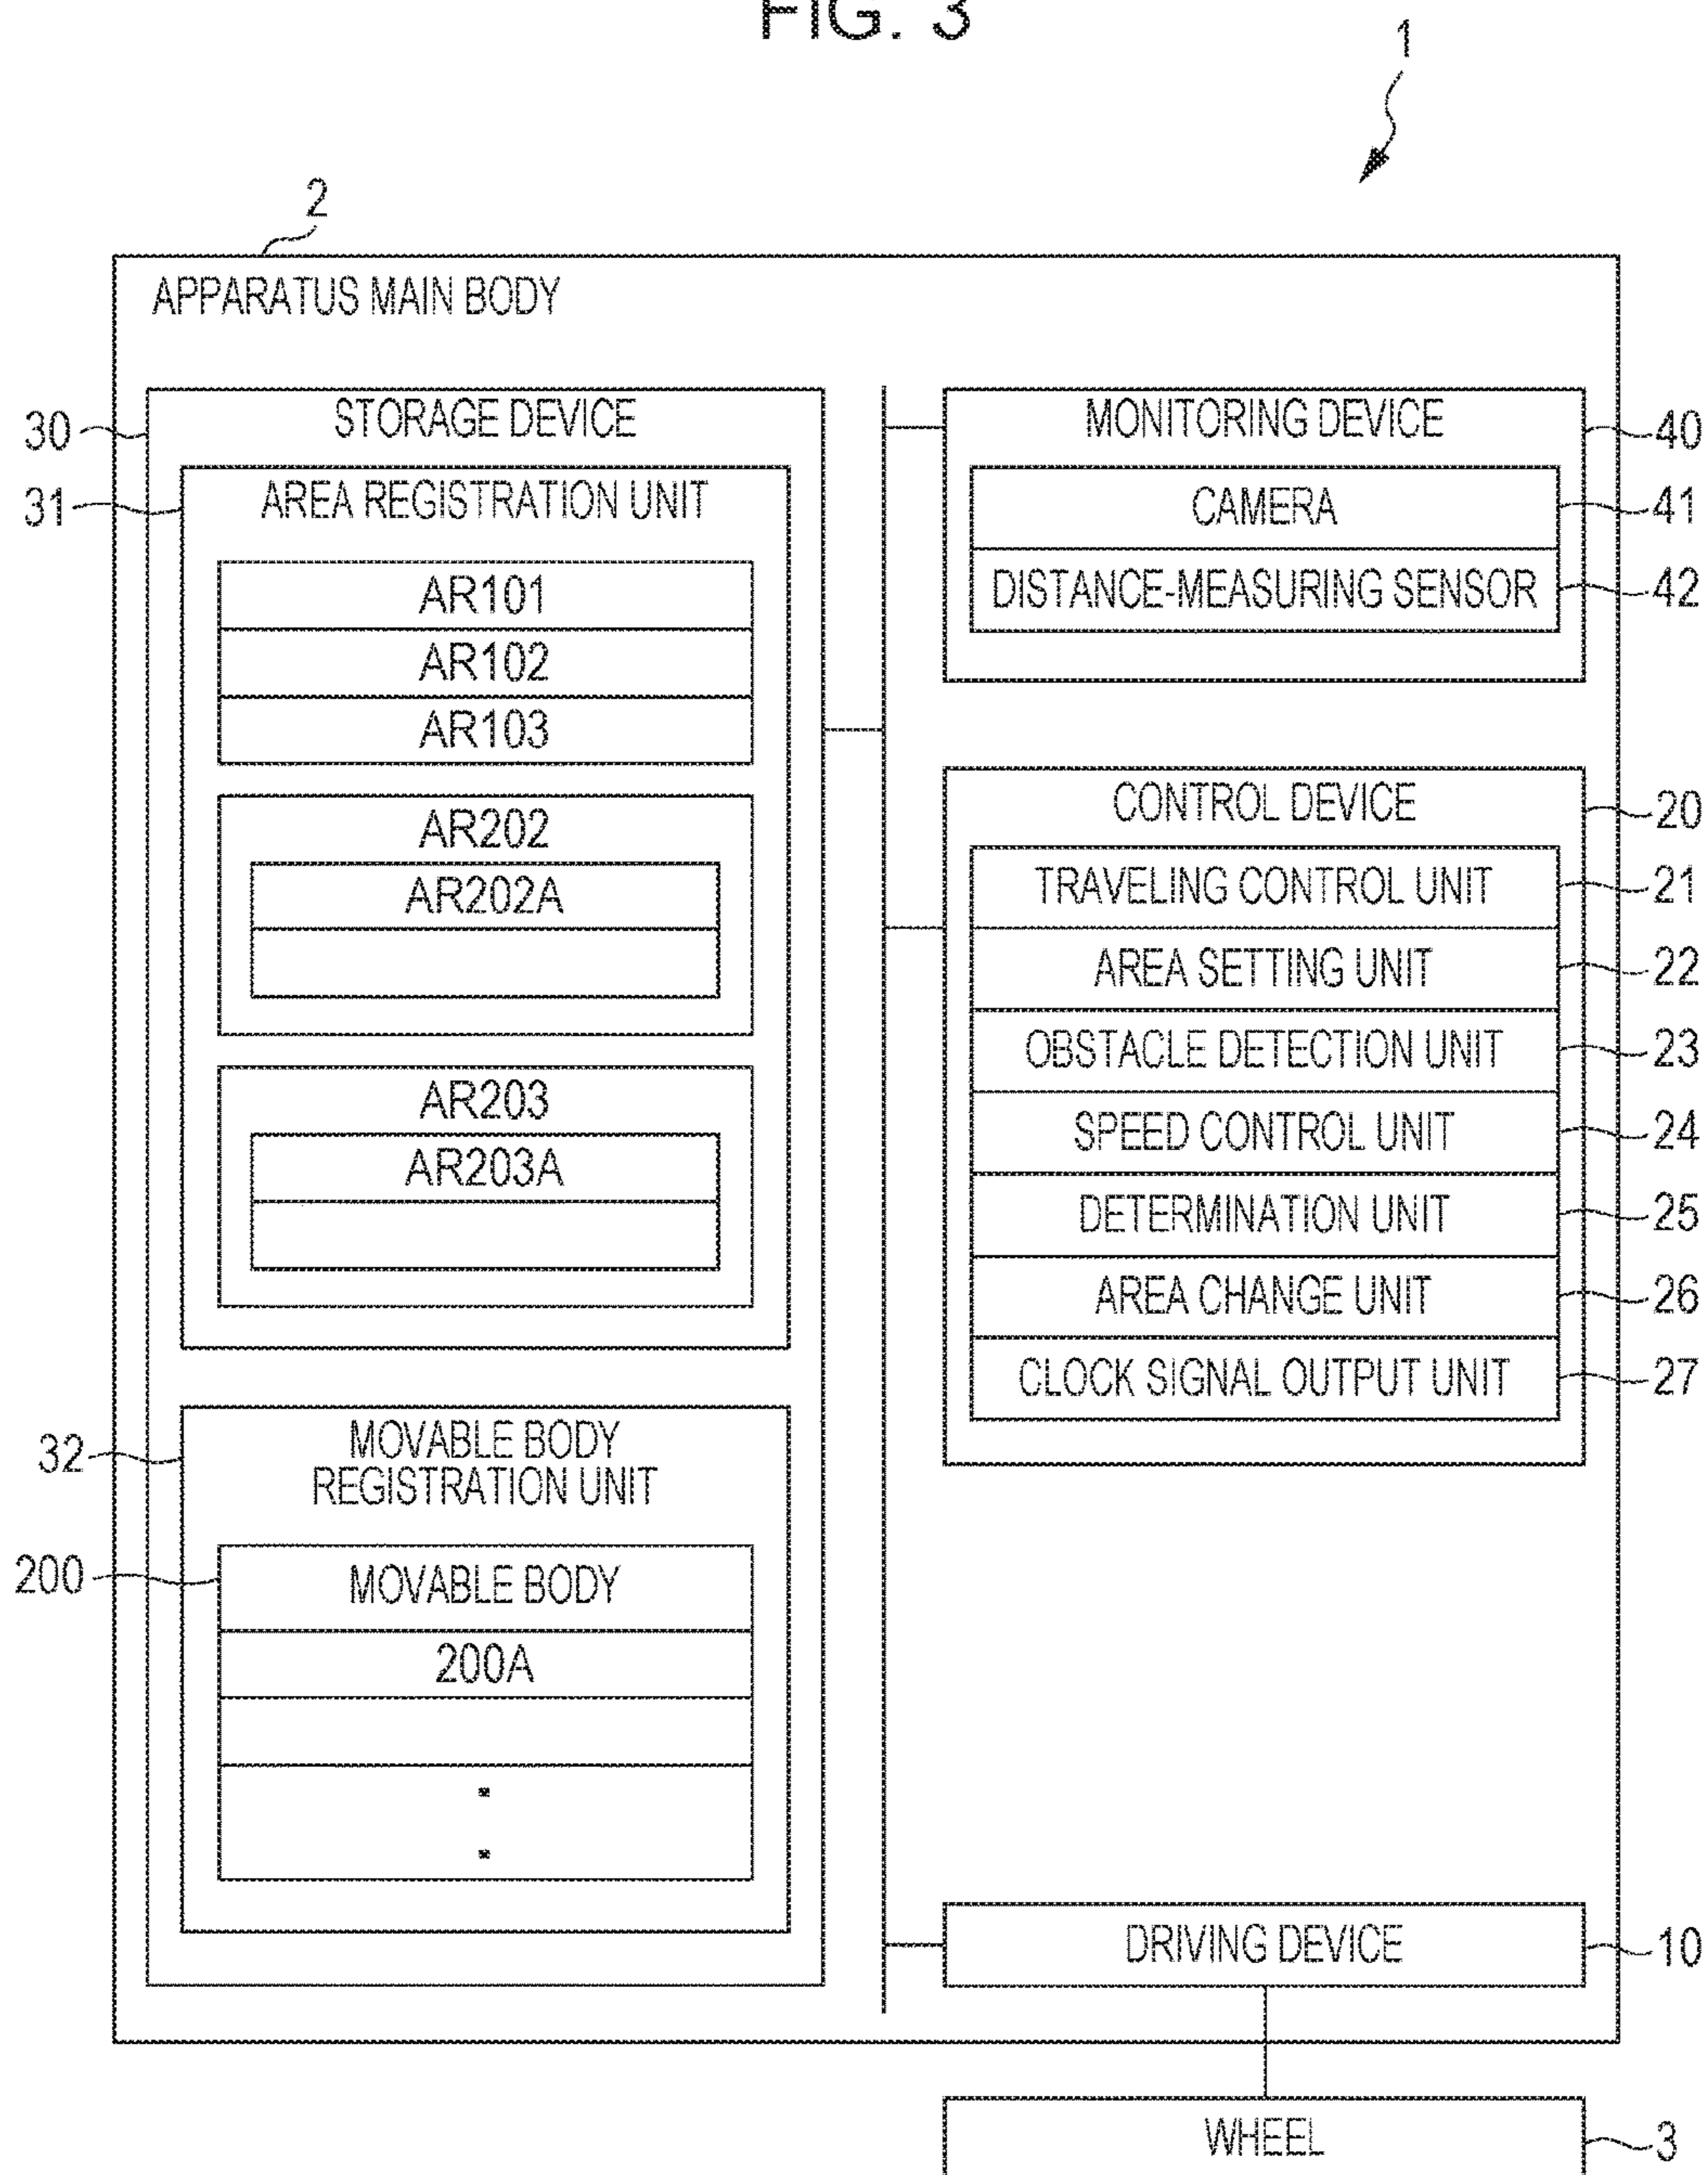 FIG. 3
1
2
APPARATUS MAIN BODY
30
STORAGE DEVICE
31
AREA REGISTRATION UNIT
AR101
AR102
AR103
AR202
AR202A
AR203
AR203A
32
MOVABLE BODY
REGISTRATION UNIT
200
MOVABLE BODY
200A
MONITORING DEVICE
40
CAMERA
41
DISTANCE-MEASURING SENSOR
42
CONTROL DEVICE
20
TRAVELING CONTROL UNIT
21
AREA SETTING UNIT
22
OBSTACLE DETECTION UNIT
23
SPEED CONTROL UNIT
24
DETERMINATION UNIT
25
AREA CHANGE UNIT
26
CLOCK SIGNAL OUTPUT UNIT
27
DRIVING DEVICE
10
WHEEL
3